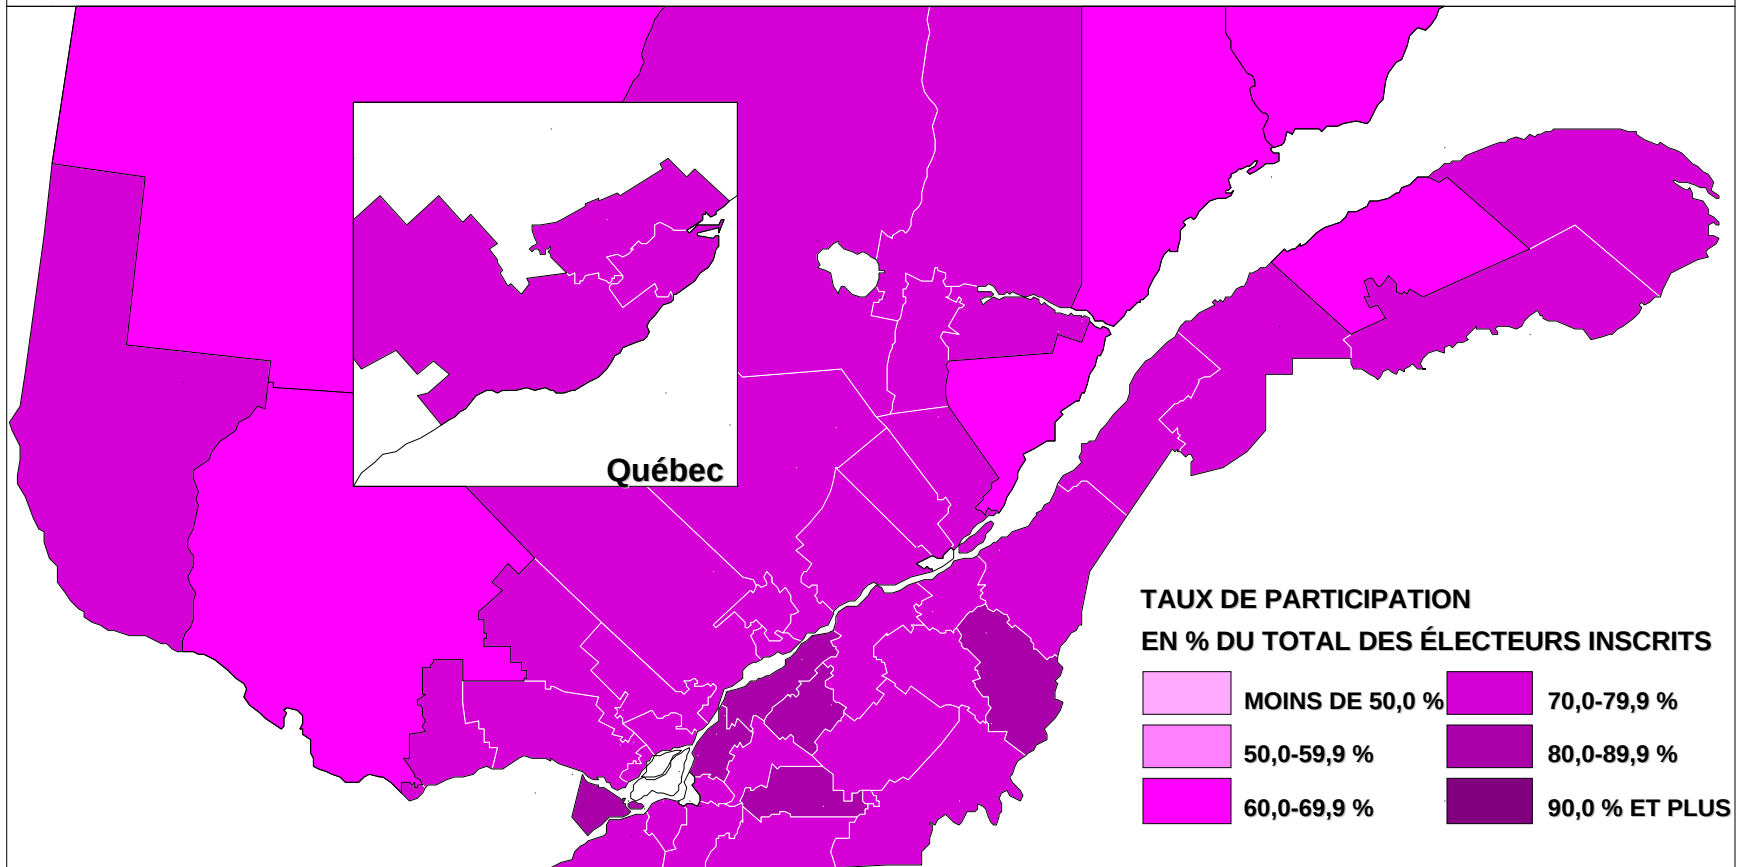 Québec
TAUX DE PARTICIPATION
EN % DU TOTAL DES ÉLECTEURS INSCRITS
MOINS DE 50,0 %
50,0-59,9 %
60,0-69,9 %
70,0-79,9 %
80,0-89,9 %
90,0 % ET PLUS